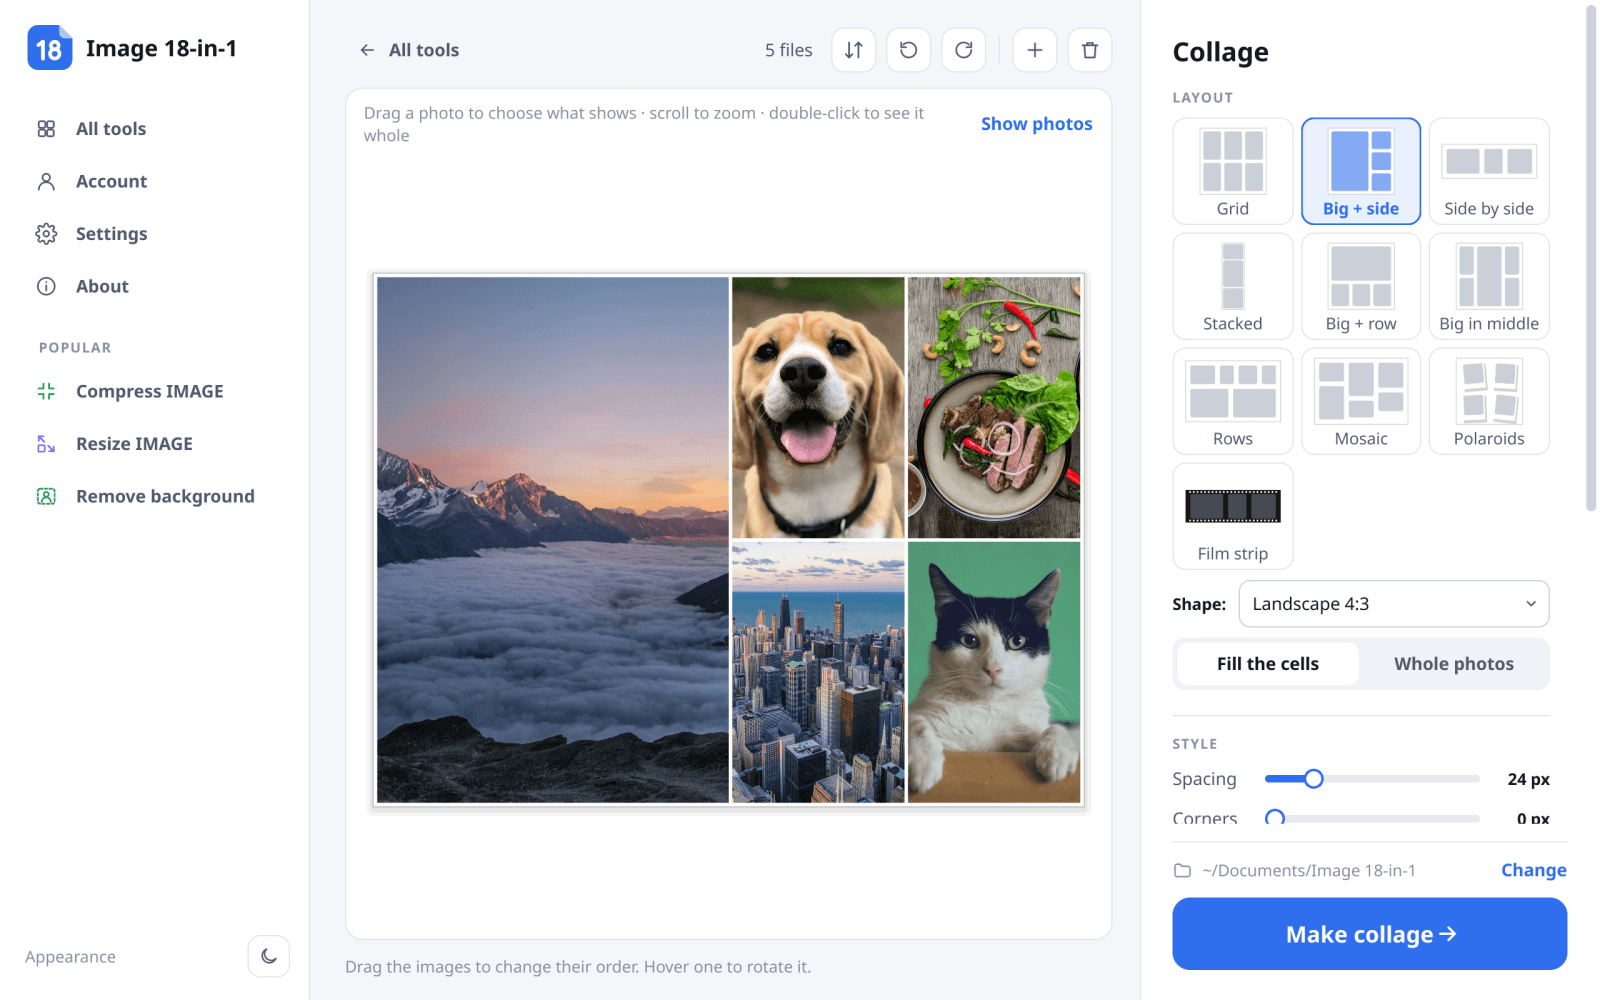 18
Image 18-in-1
All tools
Account
Settings
About
POPULAR
Compress IMAGE
Resize IMAGE
Remove background
Appearance
All tools
5 files
Drag a photo to choose what shows · scroll to zoom · double-click to see it
whole
Show photos
Drag the images to change their order. Hover one to rotate it.
Collage
LAYOUT
Grid
Big + side
Side by side
Stacked
Big + row
Big in middle
Rows
Mosaic
Polaroids
Film strip
Shape:
Landscape 4:3
Fill the cells
Whole photos
STYLE
Spacing
24 px
Corners
0 px
~/Documents/Image 18-in-1
Change
Make collage